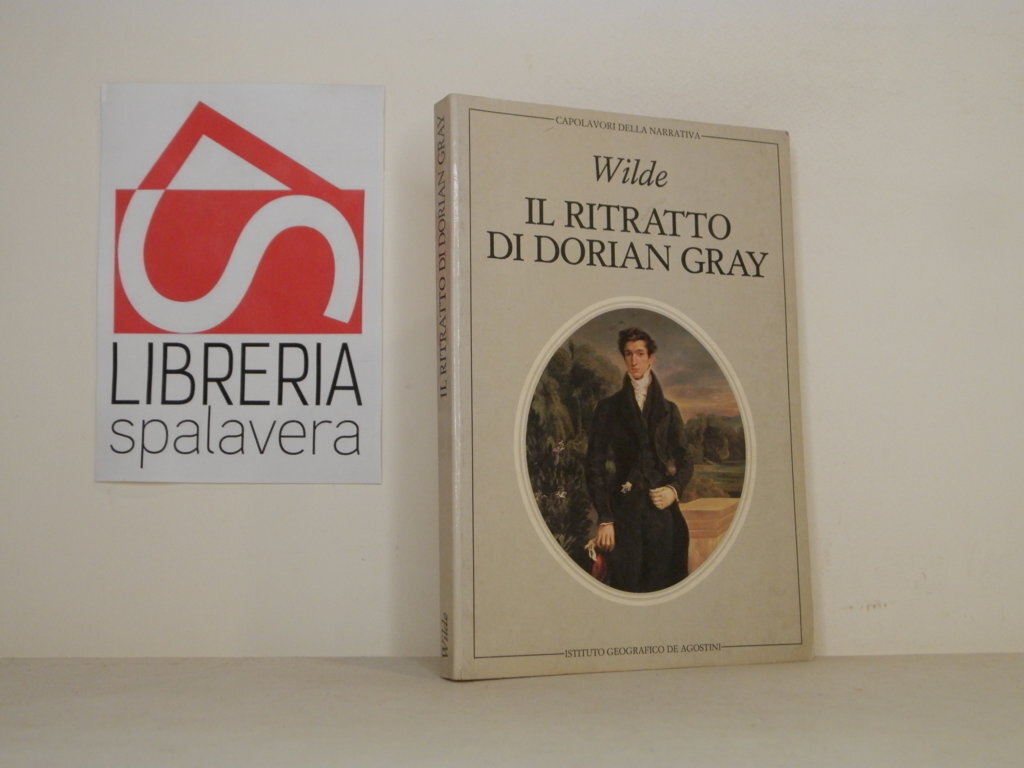 LIBRERIA
spalavera
IL RITRATTO DI DORIAN GRAY
Wilde
CAPOLAVORI DELLA NARRATIVA
Wilde
IL RITRATTO
DI DORIAN GRAY
ISTITUTO GEOGRAFICO DE AGOSTINI